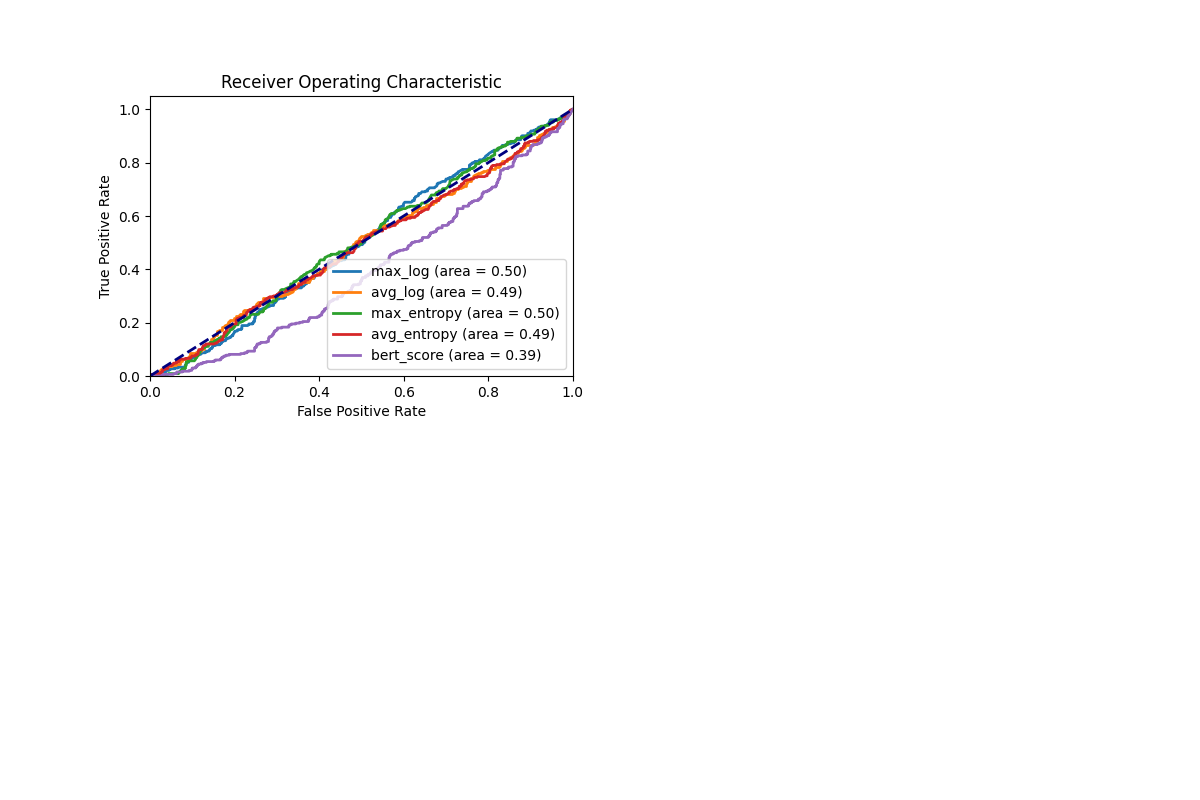 Receiver Operating Characteristic
True Positive Rate
1.0
0.8
0.6
0.4
0.2
0.0
max_log (area = 0.50)
avg_log (area = 0.49)
max_entropy (area = 0.50)
avg_entropy (area = 0.49)
bert_score (area = 0.39)
0.0 0.2 0.4 0.6 0.8 1.0
False Positive Rate